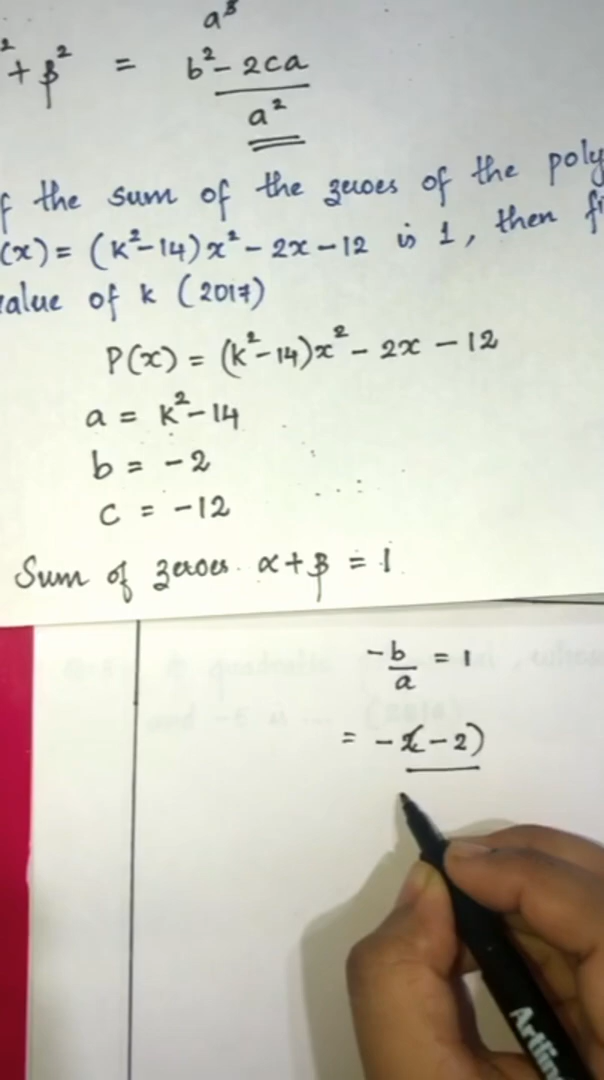 a³
² + β² = b² - 2ca
a²
f the sum of the zeroes of the poly
(x) = (k²-14)x² - 2x - 12 is 1, then fi
value of k (2017)
P(x) = (k²-14)x² - 2x - 12
a = k²-14
b = -2
c = -12
Sum of zeroes α+β = 1
-b/a = 1
= -(-2)
Artline